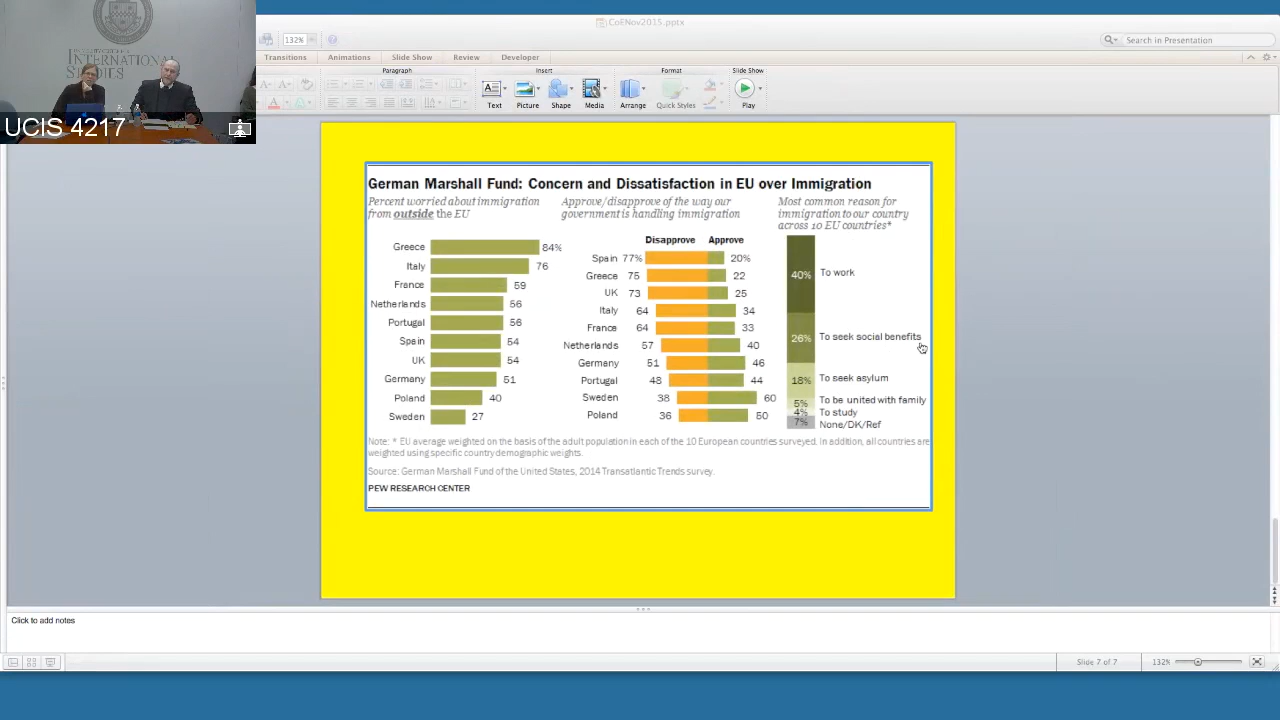 CoENov2015.pptx
132%
Search in Presentation
INTERNATIONAL
STUDIES
UCIS 4217
Transitions
Animations
Slide Show
Review
Developer
Paragraph
Insert
Format
Slide Show
Text
Picture
Shape
Media
Arrange
Quick Styles
Play
German Marshall Fund: Concern and Dissatisfaction in EU over Immigration
Percent worried about immigration
from outside the EU
Greece 84%
Italy 76
France 59
Netherlands 56
Portugal 56
Spain 54
UK 54
Germany 51
Poland 40
Sweden 27
Approve/disapprove of the way our
government is handling immigration
Disapprove Approve
Spain 77% 20%
Greece 75 22
UK 73 25
Italy 64 34
France 64 33
Netherlands 57 40
Germany 51 46
Portugal 48 44
Sweden 38 60
Poland 36 50
Most common reason for
immigration to our country
across 10 EU countries*
40% To work
26% To seek social benefits
18% To seek asylum
5% To be united with family
4% To study
7% None/DK/Ref
Note: * EU average weighted on the basis of the adult population in each of the 10 European countries surveyed. In addition, all countries are
weighted using specific country demographic weights.
Source: German Marshall Fund of the United States, 2014 Transatlantic Trends survey.
PEW RESEARCH CENTER
Click to add notes
Slide 7 of 7
132%